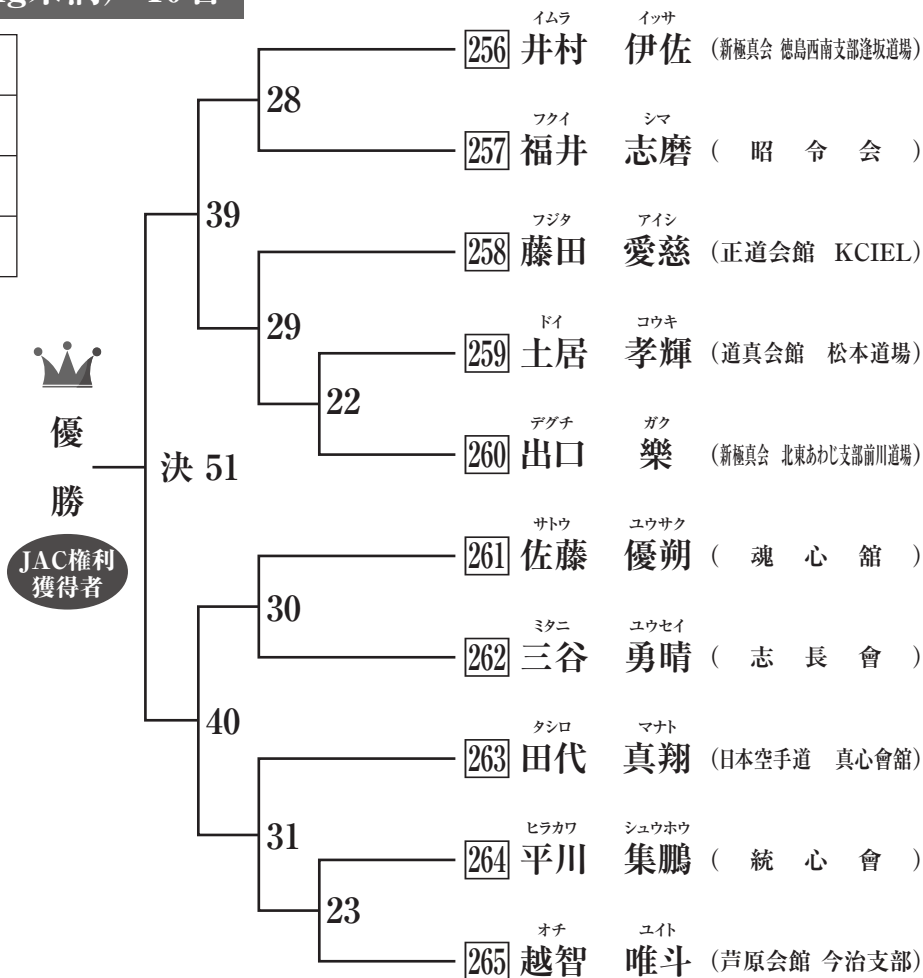 10名
イムラ イッサ
256 井村 伊佐 (新極真会 徳島西南支部逢坂道場)
28
フクイ シマ
257 福井 志磨 (昭令会)
39
フジタ アイシ
258 藤田 愛慈 (正道会館 KCIEL)
29
ドイ コウキ
259 土居 孝輝 (道真会館 松本道場)
22
デグチ ガク
260 出口 樂 (新極真会 北東あわじ支部前川道場)
優勝
決 51
JAC権利
獲得者
サトウ ユウサク
261 佐藤 優朔 (魂心舘)
30
ミタニ ユウセイ
262 三谷 勇晴 (志長會)
40
タシロ マナト
263 田代 真翔 (日本空手道 真心會舘)
31
ヒラカワ シュウホウ
264 平川 集鵬 (統心會)
23
オチ ユイト
265 越智 唯斗 (芦原会館 今治支部)